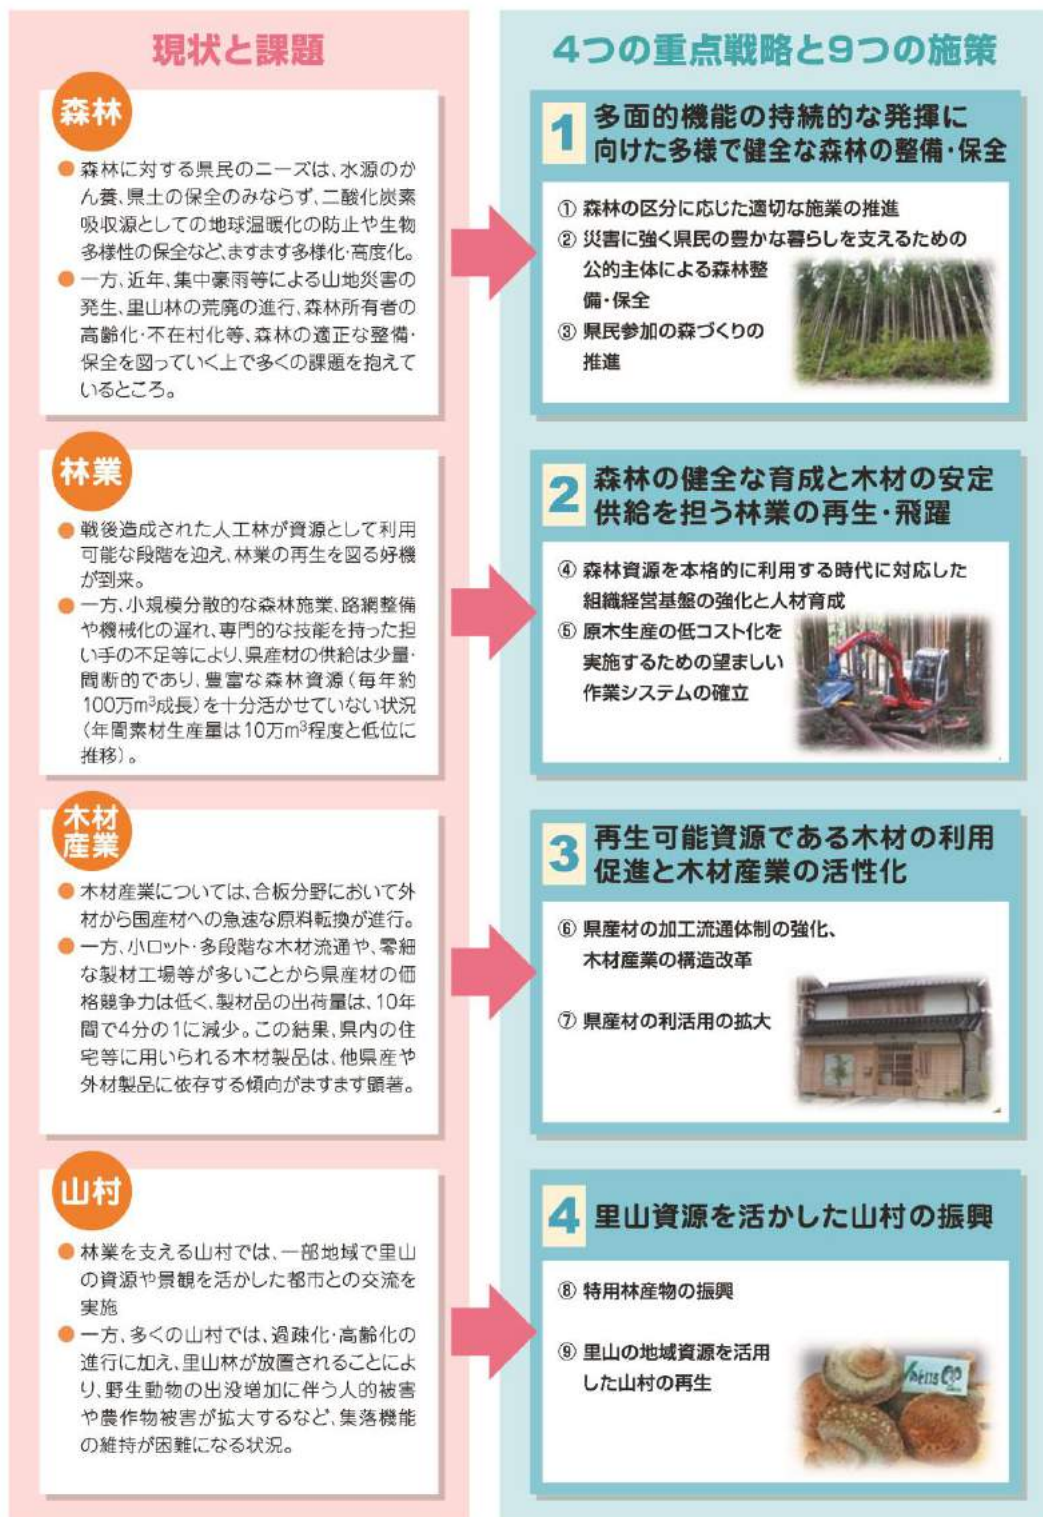 現状と課題
森林
● 森林に対する県民のニーズは、水源のか
ん養、県土の保全のみならず、二酸化炭素
吸収源としての地球温暖化の防止や生物
多様性の保全など、ますます多様化・高度化。
● 一方、近年、集中豪雨等による山地災害の
発生、里山林の荒廃の進行、森林所有者の
高齢化・不在村化等、森林の適正な整備・
保全を図っていく上で多くの課題を抱えて
いるところ。
林業
● 戦後造成された人工林が資源として利用
可能な段階を迎え、林業の再生を図る好機
が到来。
● 一方、小規模分散的な森林施業、路網整備
や機械化の遅れ、専門的な技能を持った担
い手の不足等により、県産材の供給は少量・
間断的であり、豊富な森林資源(毎年約
100万m³成長)を十分活かせていない状況
(年間素材生産量は10万m³程度と低位に
推移)。
木材
産業
● 木材産業については、合板分野において外
材から国産材への急速な原料転換が進行。
● 一方、小ロット・多段階な木材流通や、零細
な製材工場等が多いことから県産材の価
格競争力は低く、製材品の出荷量は、10年
間で4分の1に減少。この結果、県内の住
宅等に用いられる木材製品は、他県産や
外材製品に依存する傾向がますます顕著。
山村
● 林業を支える山村では、一部地域で里山
の資源や景観を活かした都市との交流を
実施
● 一方、多くの山村では、過疎化・高齢化の
進行に加え、里山林が放置されることによ
り、野生動物の出没増加に伴う人的被害
や農作物被害が拡大するなど、集落機能
の維持が困難になる状況。
4つの重点戦略と9つの施策
1 多面的機能の持続的な発揮に
向けた多様で健全な森林の整備・保全
① 森林の区分に応じた適切な施業の推進
② 災害に強く県民の豊かな暮らしを支えるための
公的主体による森林整
備・保全
③ 県民参加の森づくりの
推進
2 森林の健全な育成と木材の安定
供給を担う林業の再生・飛躍
④ 森林資源を本格的に利用する時代に対応した
組織経営基盤の強化と人材育成
⑤ 原木生産の低コスト化を
実施するための望ましい
作業システムの確立
3 再生可能資源である木材の利用
促進と木材産業の活性化
⑥ 県産材の加工流通体制の強化、
木材産業の構造改革
⑦ 県産材の利活用の拡大
4 里山資源を活かした山村の振興
⑧ 特用林産物の振興
⑨ 里山の地域資源を活用
した山村の再生